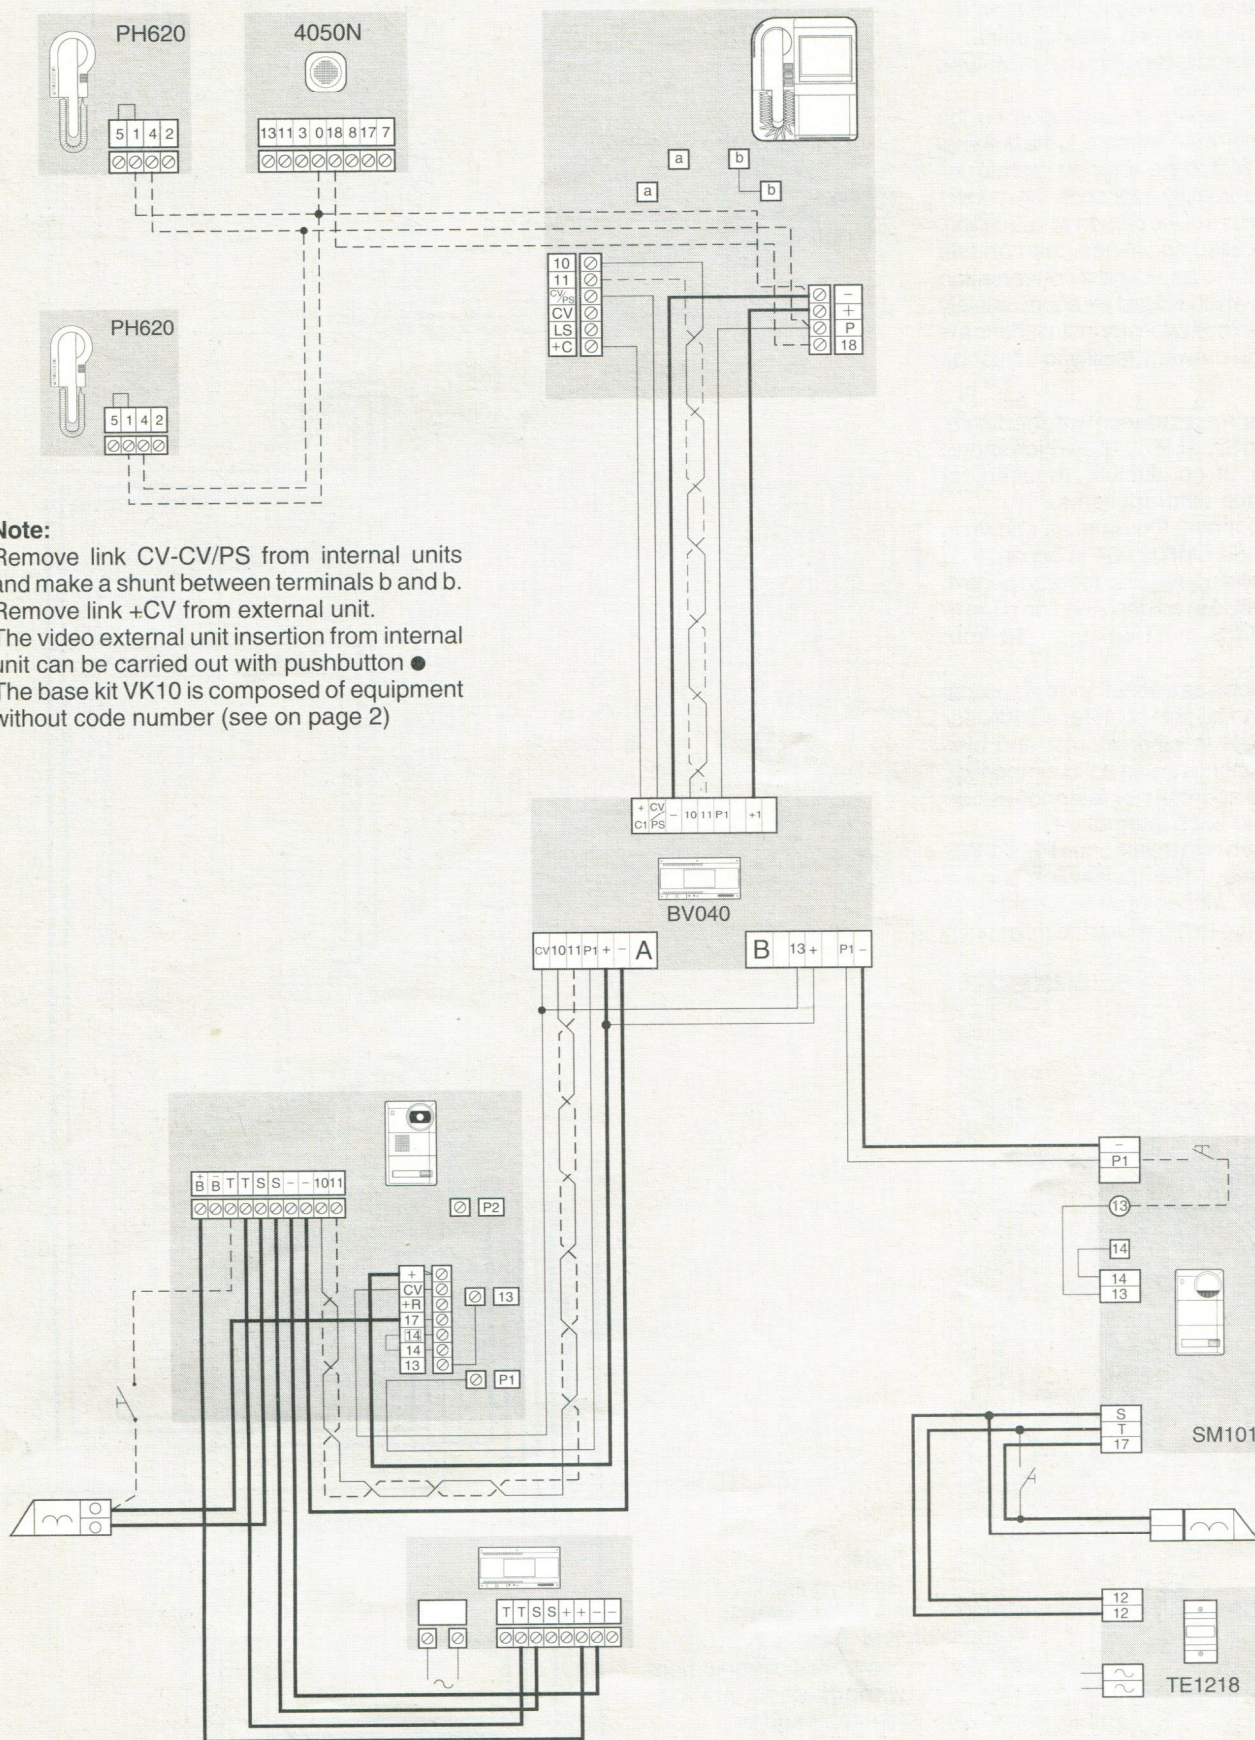 PH620
4050N
5 1 4 2
13 11 3 0 18 8 17 7
a
b
a
b
10
11
CV/PS
CV
LS
+C
−
+
P
18
PH620
5 1 4 2
Note:
Remove link CV-CV/PS from internal units
and make a shunt between terminals b and b.
Remove link +CV from external unit.
The video external unit insertion from internal
unit can be carried out with pushbutton ●
The base kit VK10 is composed of equipment
without code number (see on page 2)
+ C1 CV/PS − 10 11 P1 +1
BV040
CV 10 11 P1 + − A
B 13 + P1 −
+B −B T T S S − − 10 11
P2
+
CV
+R
17
14
14
13
13
P1
−
P1
13
14
14
13
S
T
17
SM101
T T S S + + − −
12
12
TE1218